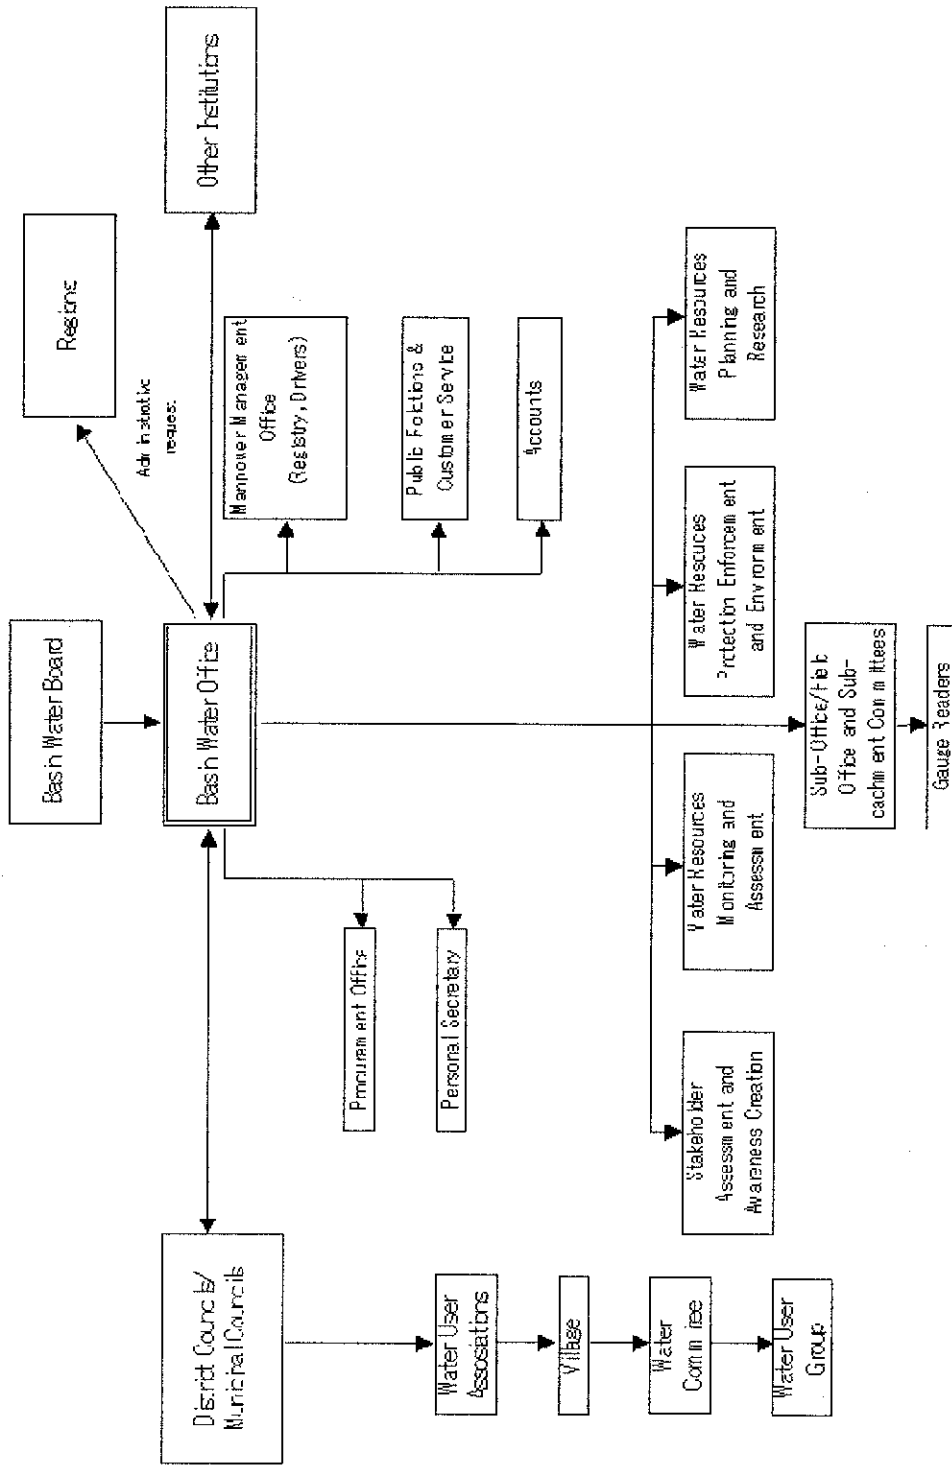 Basin Water Board
Regions
Administrative
request
District Councils/
Municipal Councils
Basin Water Office
Other Institutions
Manpower Management
Office
(Registry, Drivers)
Procurement Office
Public Relations &
Customer Service
Personal Secretary
Accounts
Water User
Associations
Village
Water
Committee
Water User
Group
Stakeholder
Assessment and
Awareness Creation
Water Resources
Monitoring and
Assessment
Water Resouces
Protection Enforcement
and Environment
Water Resources
Planning and
Research
Sub-Office/Field
Office and Sub-
cachment Committees
Gauge Readers